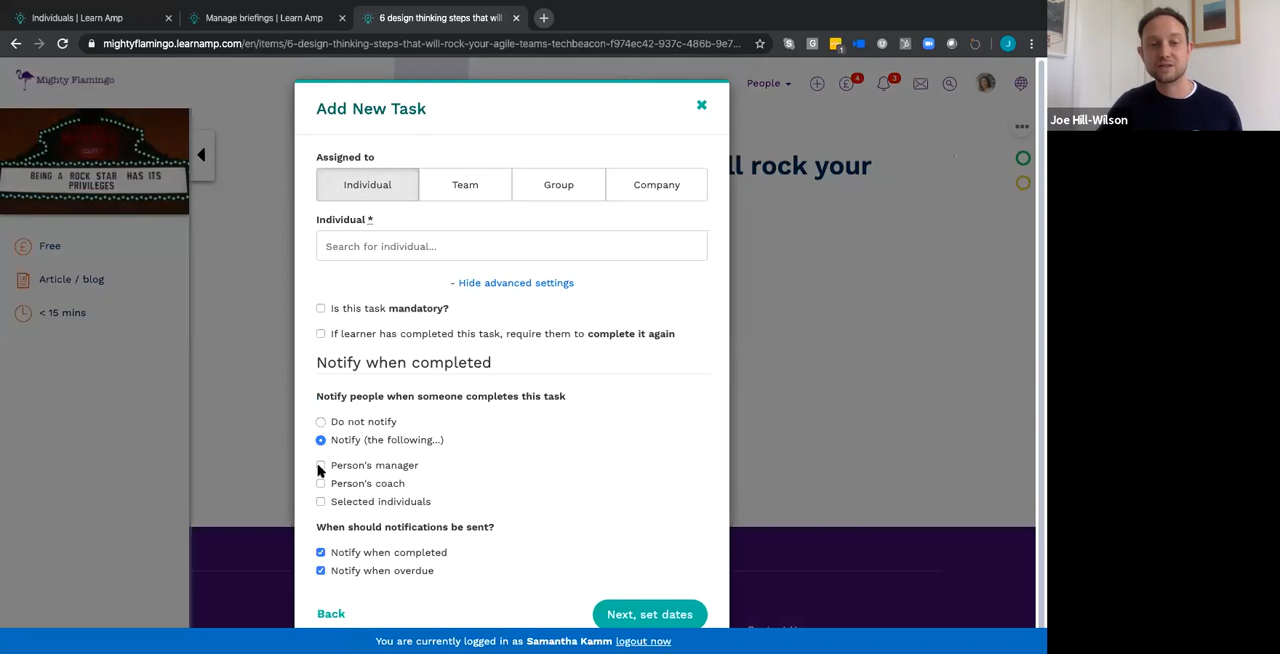 Individuals | Learn Amp
Manage briefings | Learn Amp
6 design thinking steps that will
mightyflamingo.learnamp.com/en/items/6-design-thinking-steps-that-will-rock-your-agile-teams-techbeacon-f974ec42-937c-486b-9e7...
Mighty Flamingo
People
4
3
BEING A ROCK STAR HAS ITS
PRIVILEGES
Free
Article / blog
< 15 mins
ll rock your
Add New Task
Assigned to
Individual Team Group Company
Individual *
Search for individual...
- Hide advanced settings
Is this task mandatory?
If learner has completed this task, require them to complete it again
Notify when completed
Notify people when someone completes this task
Do not notify
Notify (the following...)
Person's manager
Person's coach
Selected individuals
When should notifications be sent?
Notify when completed
Notify when overdue
Back
Next, set dates
You are currently logged in as Samantha Kamm logout now
Joe Hill-Wilson